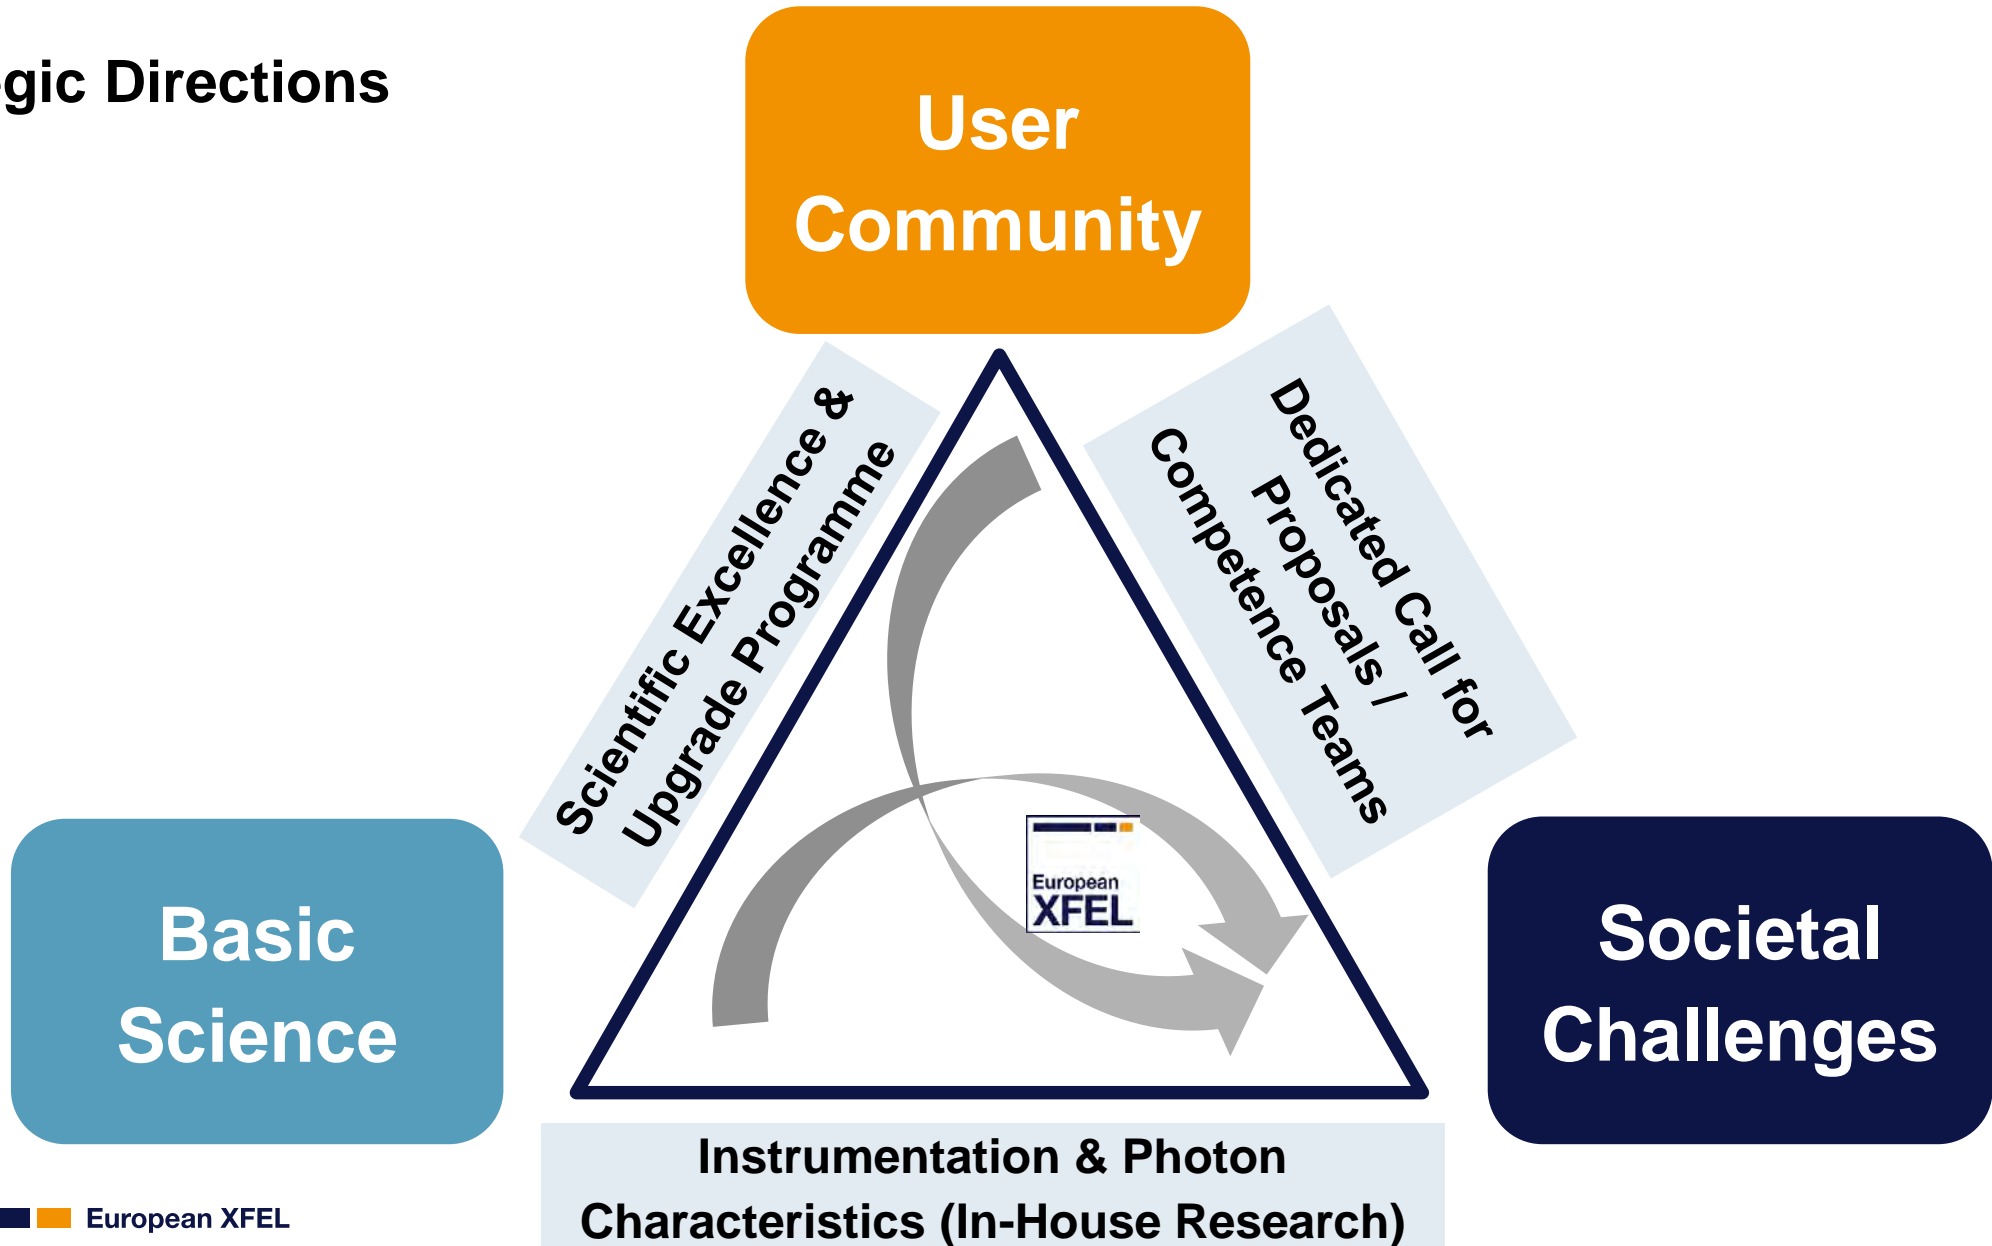 gic Directions
User
Community
Scientific Excellence &
Upgrade Programme
Dedicated Call for
Proposals /
Competence Teams
European
XFEL
Basic
Science
Societal
Challenges
Instrumentation & Photon
Characteristics (In-House Research)
European XFEL